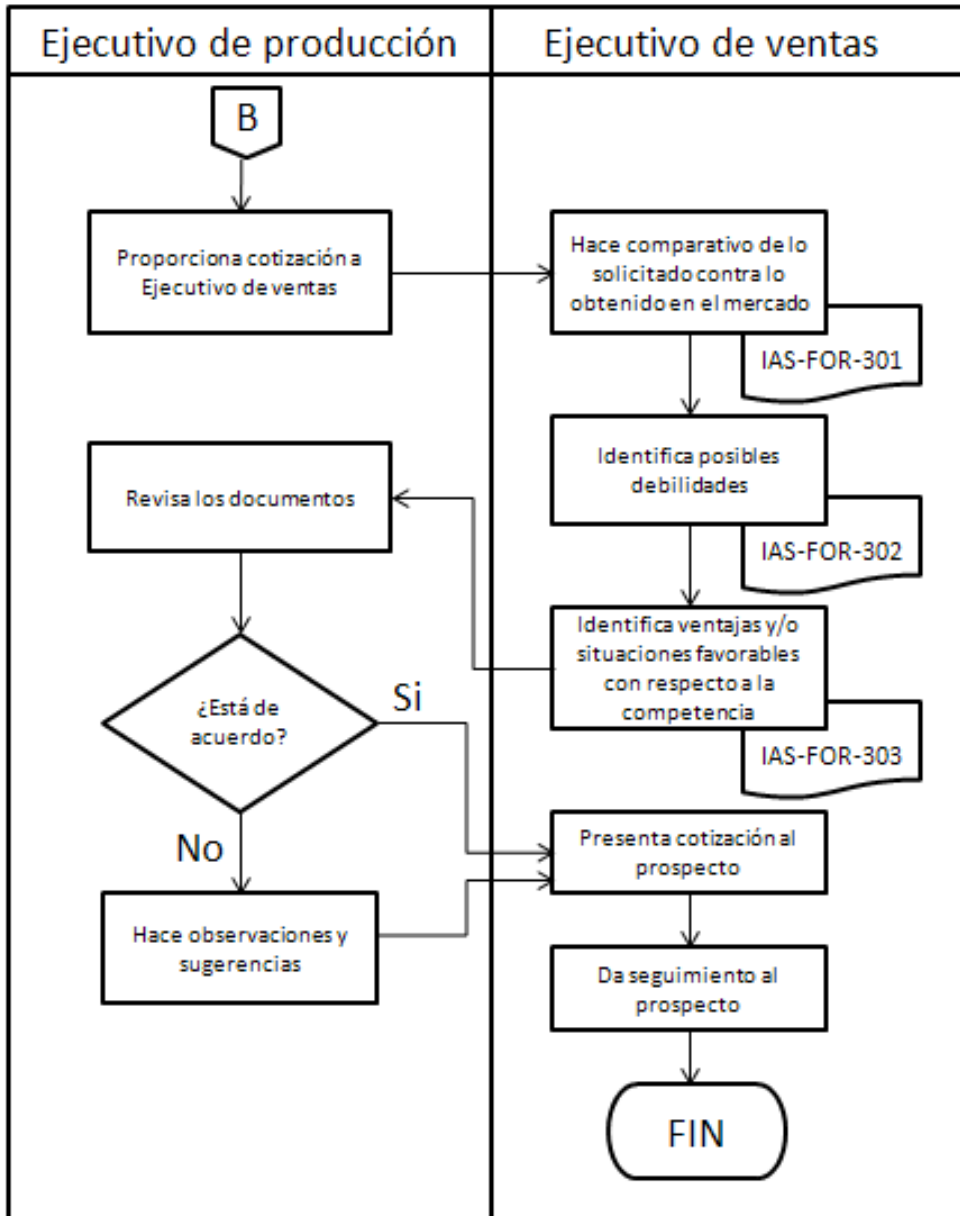 Ejecutivo de producción
Ejecutivo de ventas
B
Proporciona cotización a
Ejecutivo de ventas
Hace comparativo de lo
solicitado contra lo
obtenido en el mercado
IAS-FOR-301
Identifica posibles
debilidades
IAS-FOR-302
Identifica ventajas y/o
situaciones favorables
con respecto a la
competencia
IAS-FOR-303
Revisa los documentos
¿Está de
acuerdo?
Si
No
Hace observaciones y
sugerencias
Presenta cotización al
prospecto
Da seguimiento al
prospecto
FIN